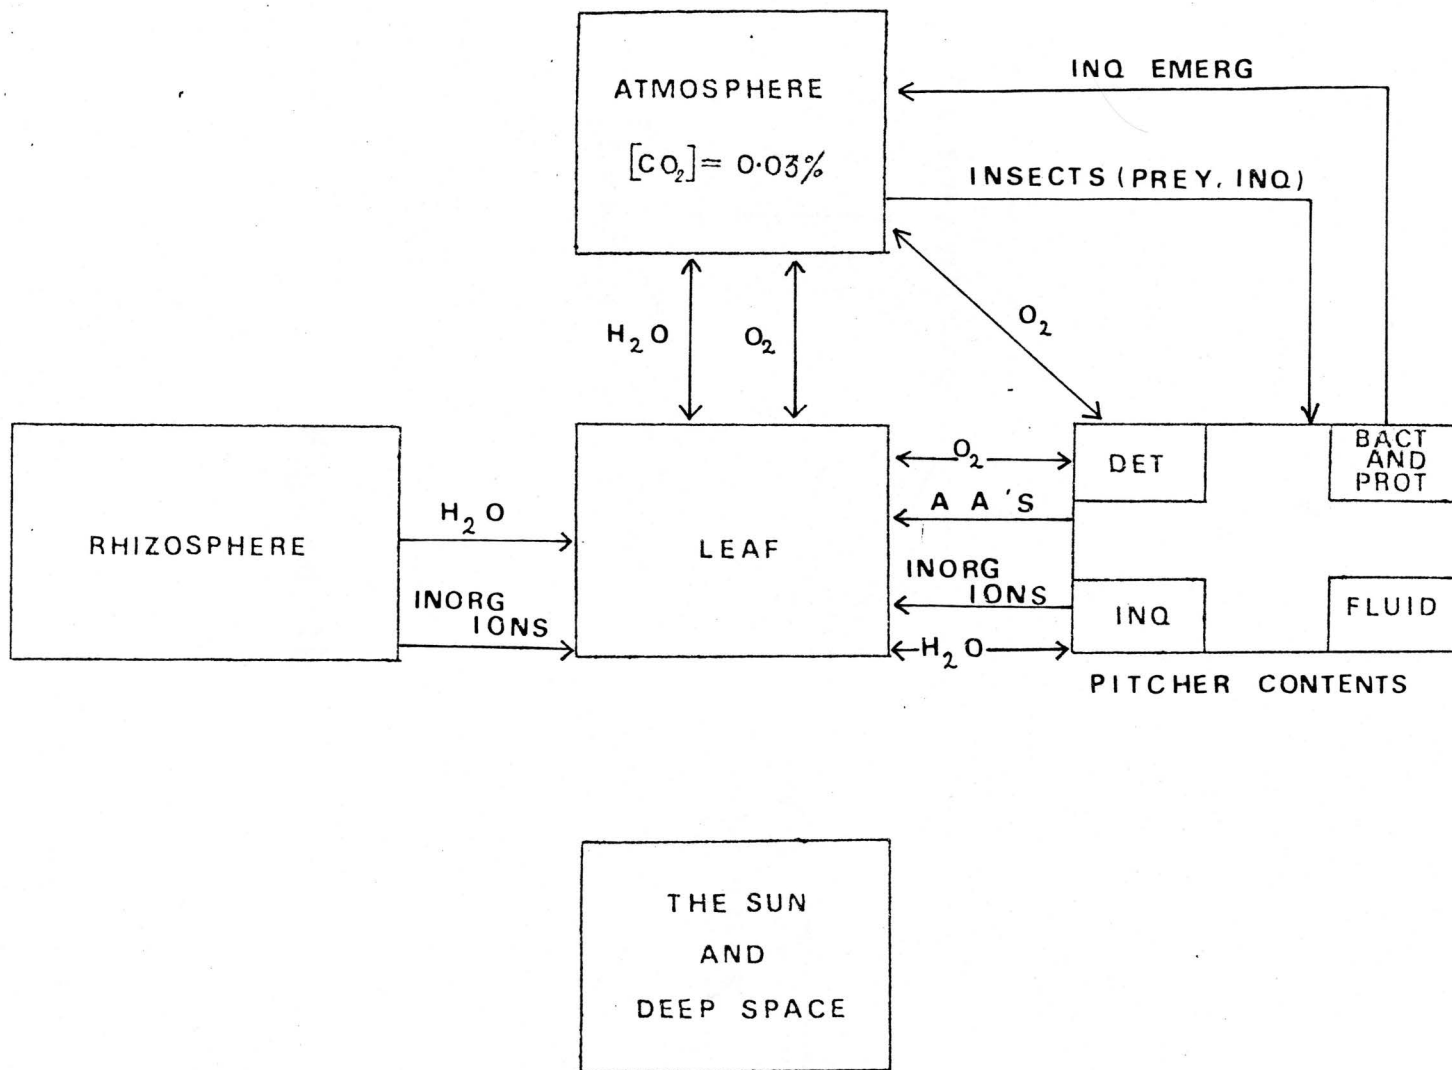 ATMOSPHERE
[CO₂] = 0·03%
INQ EMERG
INSECTS (PREY, INQ)
H₂O
O₂
O₂
RHIZOSPHERE
H₂O
INORG
IONS
LEAF
O₂
A A'S
INORG
IONS
H₂O
DET
BACT
AND
PROT
INQ
FLUID
PITCHER CONTENTS
THE SUN
AND
DEEP SPACE